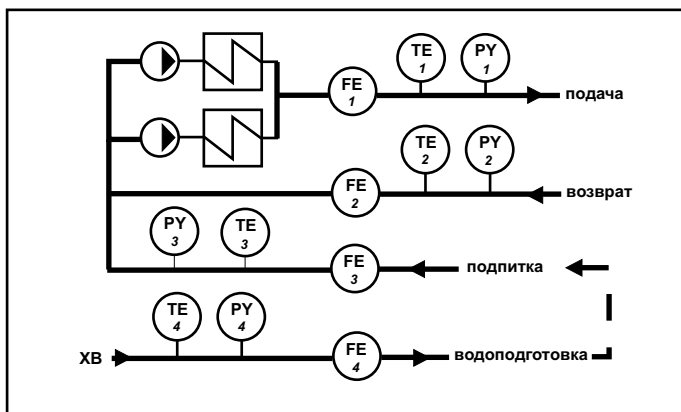 TE 1
PY 1
FE 1
подача
TE 2
PY 2
FE 2
возврат
PY 3
TE 3
FE 3
подпитка
TE 4
PY 4
ХВ
FE 4
водоподготовка